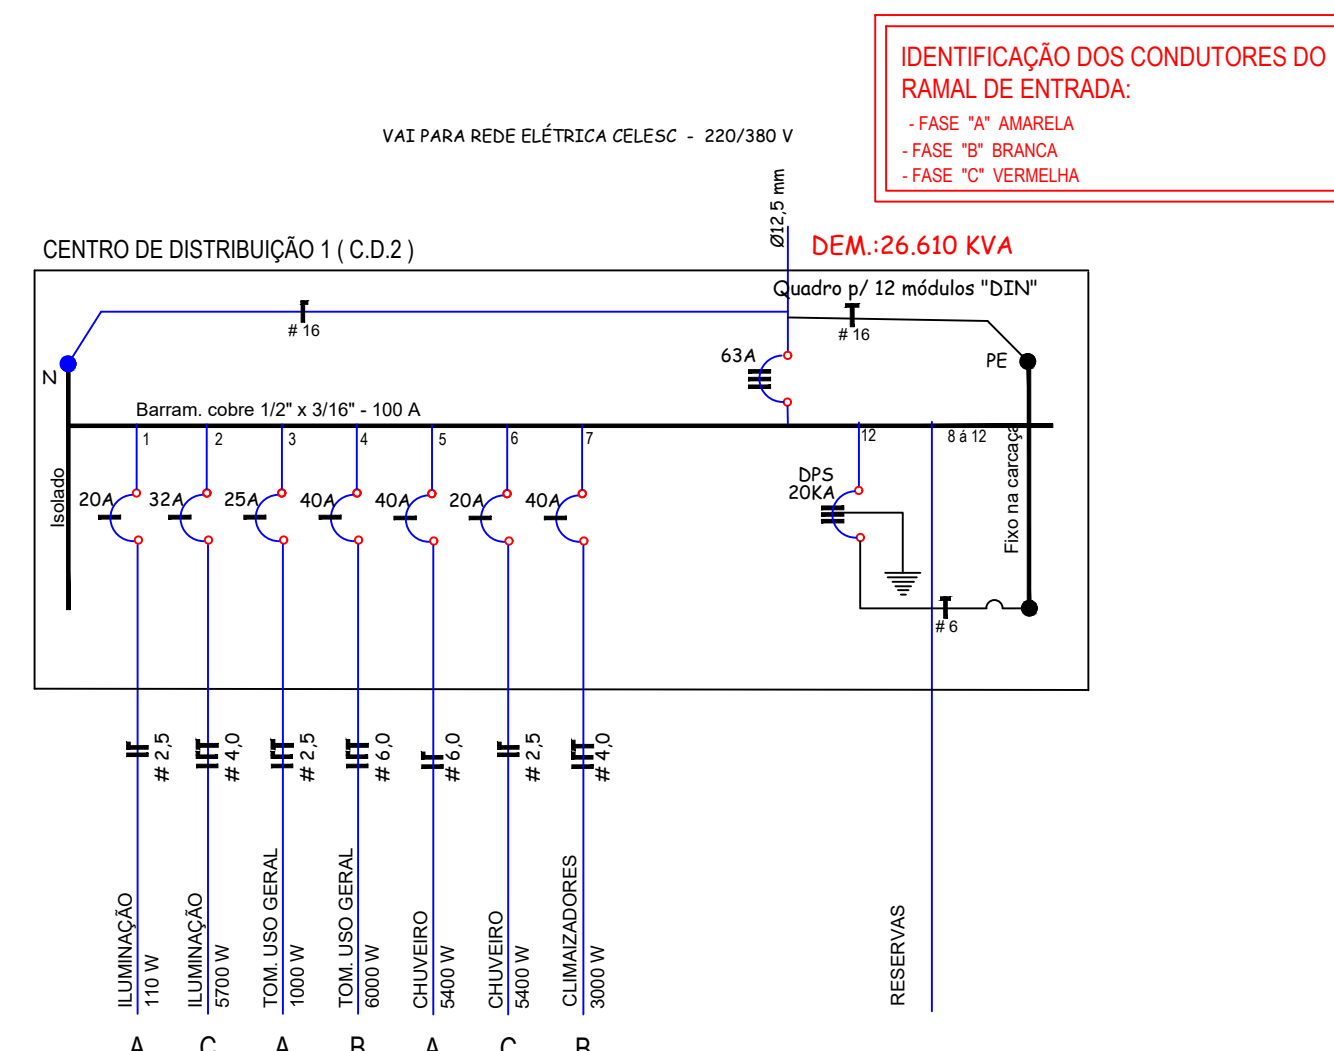 IDENTIFICAÇÃO DOS CONDUTORES DO
RAMAL DE ENTRADA:
- FASE "A" AMARELA
- FASE "B" BRANCA
- FASE "C" VERMELHA
VAI PARA REDE ELÉTRICA CELESC - 220/380 V
Ø12,5 mm
CENTRO DE DISTRIBUIÇÃO 1 ( C.D.2 )
DEM.:26.610 KVA
Quadro p/ 12 módulos "DIN"
# 16
# 16
63A
PE
Z
Barram. cobre 1/2" x 3/16" - 100 A
1
2
3
4
5
6
7
12
8 á 12
Isolado
Fixo na carcaça
20A
32A
25A
40A
40A
20A
40A
DPS
20KA
# 6
# 2,5
# 4,0
# 2,5
# 6,0
# 6,0
# 2,5
# 4,0
ILUMINAÇÃO
110 W
ILUMINAÇÃO
5700 W
TOM. USO GERAL
1000 W
TOM. USO GERAL
6000 W
CHUVEIRO
5400 W
CHUVEIRO
5400 W
CLIMAIZADORES
3000 W
RESERVAS
A
C
A
B
A
C
B